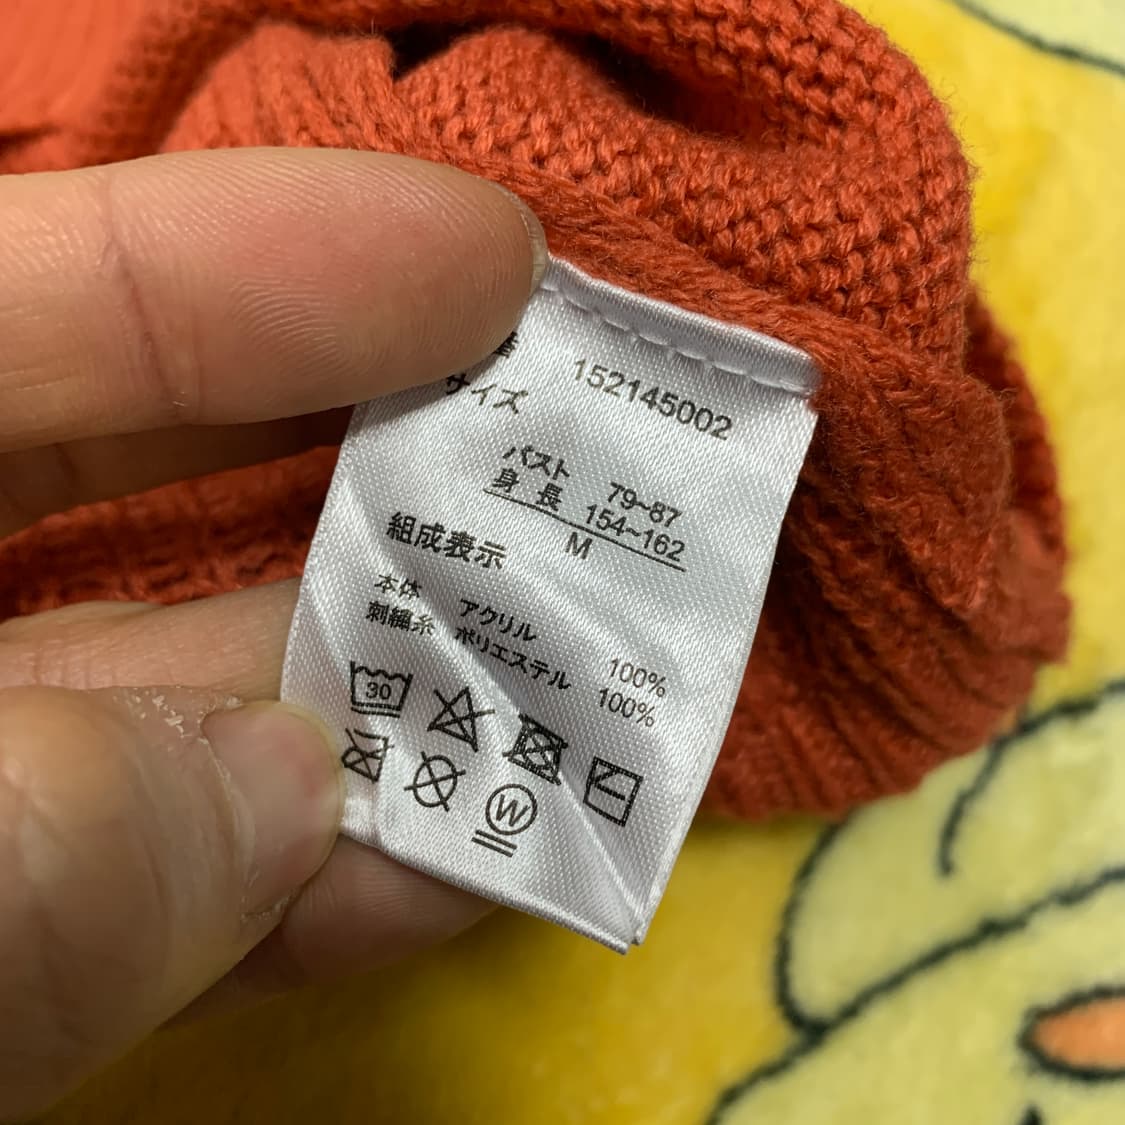 番 152145002
サイズ
バスト 79~87
身長 154~162
M
組成表示
本体 アクリル 100%
刺繍糸 ポリエステル 100%
30
W